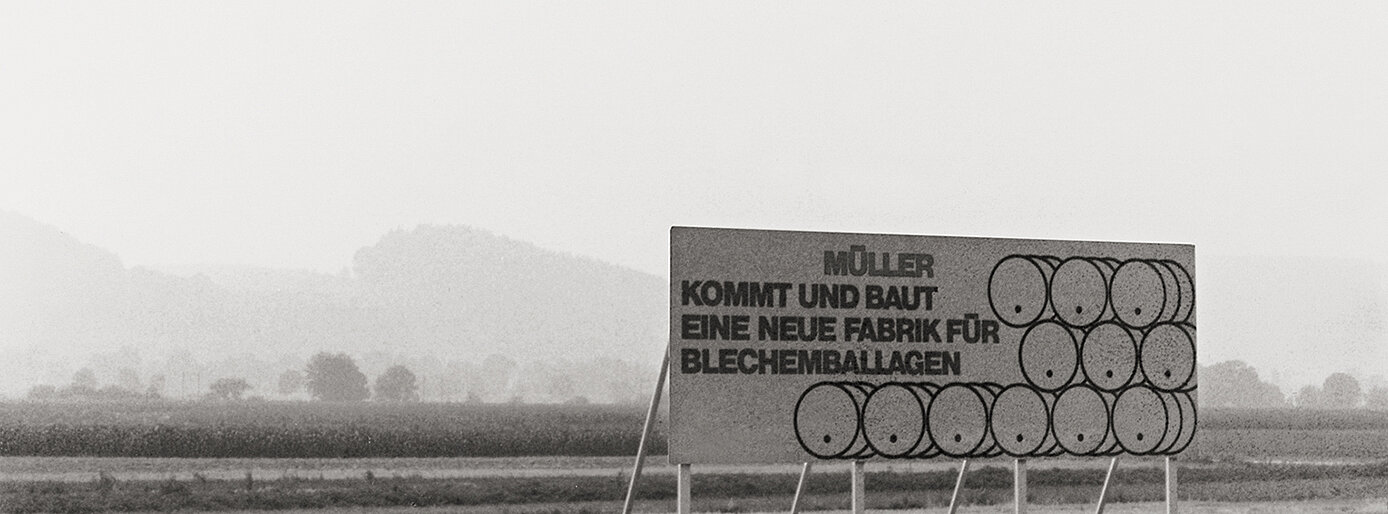 MÜLLER
KOMMT UND BAUT
EINE NEUE FABRIK FÜR
BLECHEMBALLAGEN